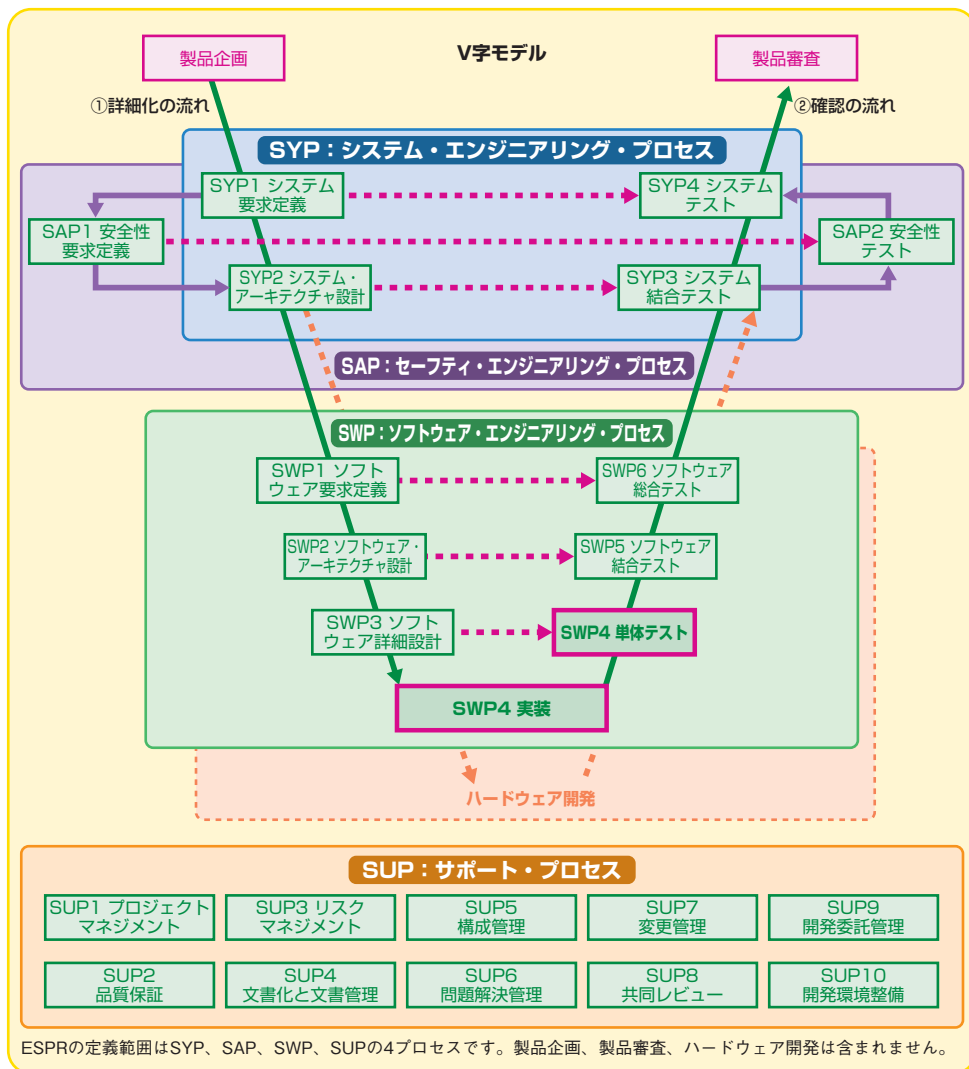 V字モデル
製品企画
製品審査
①詳細化の流れ
②確認の流れ
SYP：システム・エンジニアリング・プロセス
SYP1 システム
要求定義
SYP4 システム
テスト
SAP1 安全性
要求定義
SAP2 安全性
テスト
SYP2 システム・
アーキテクチャ設計
SYP3 システム
結合テスト
SAP：セーフティ・エンジニアリング・プロセス
SWP：ソフトウェア・エンジニアリング・プロセス
SWP1 ソフト
ウェア要求定義
SWP6 ソフトウェア
総合テスト
SWP2 ソフトウェア・
アーキテクチャ設計
SWP5 ソフトウェア
結合テスト
SWP3 ソフト
ウェア詳細設計
SWP4 単体テスト
SWP4 実装
ハードウェア開発
SUP：サポート・プロセス
SUP1 プロジェクト
マネジメント
SUP3 リスク
マネジメント
SUP5
構成管理
SUP7
変更管理
SUP9
開発委託管理
SUP2
品質保証
SUP4
文書化と文書管理
SUP6
問題解決管理
SUP8
共同レビュー
SUP10
開発環境整備
ESPRの定義範囲はSYP、SAP、SWP、SUPの4プロセスです。製品企画、製品審査、ハードウェア開発は含まれません。